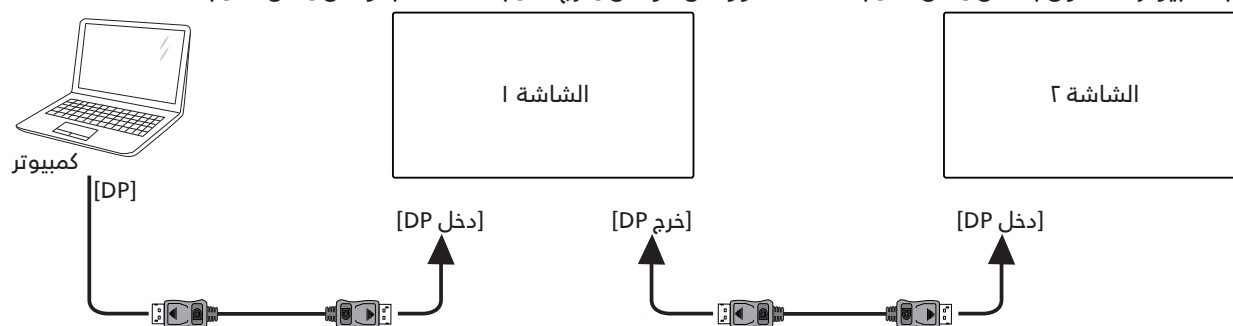 الشاشة ١
الشاشة ٢
كمبيوتر
[DP]
[دخل DP]
[خرج DP]
[دخل DP]